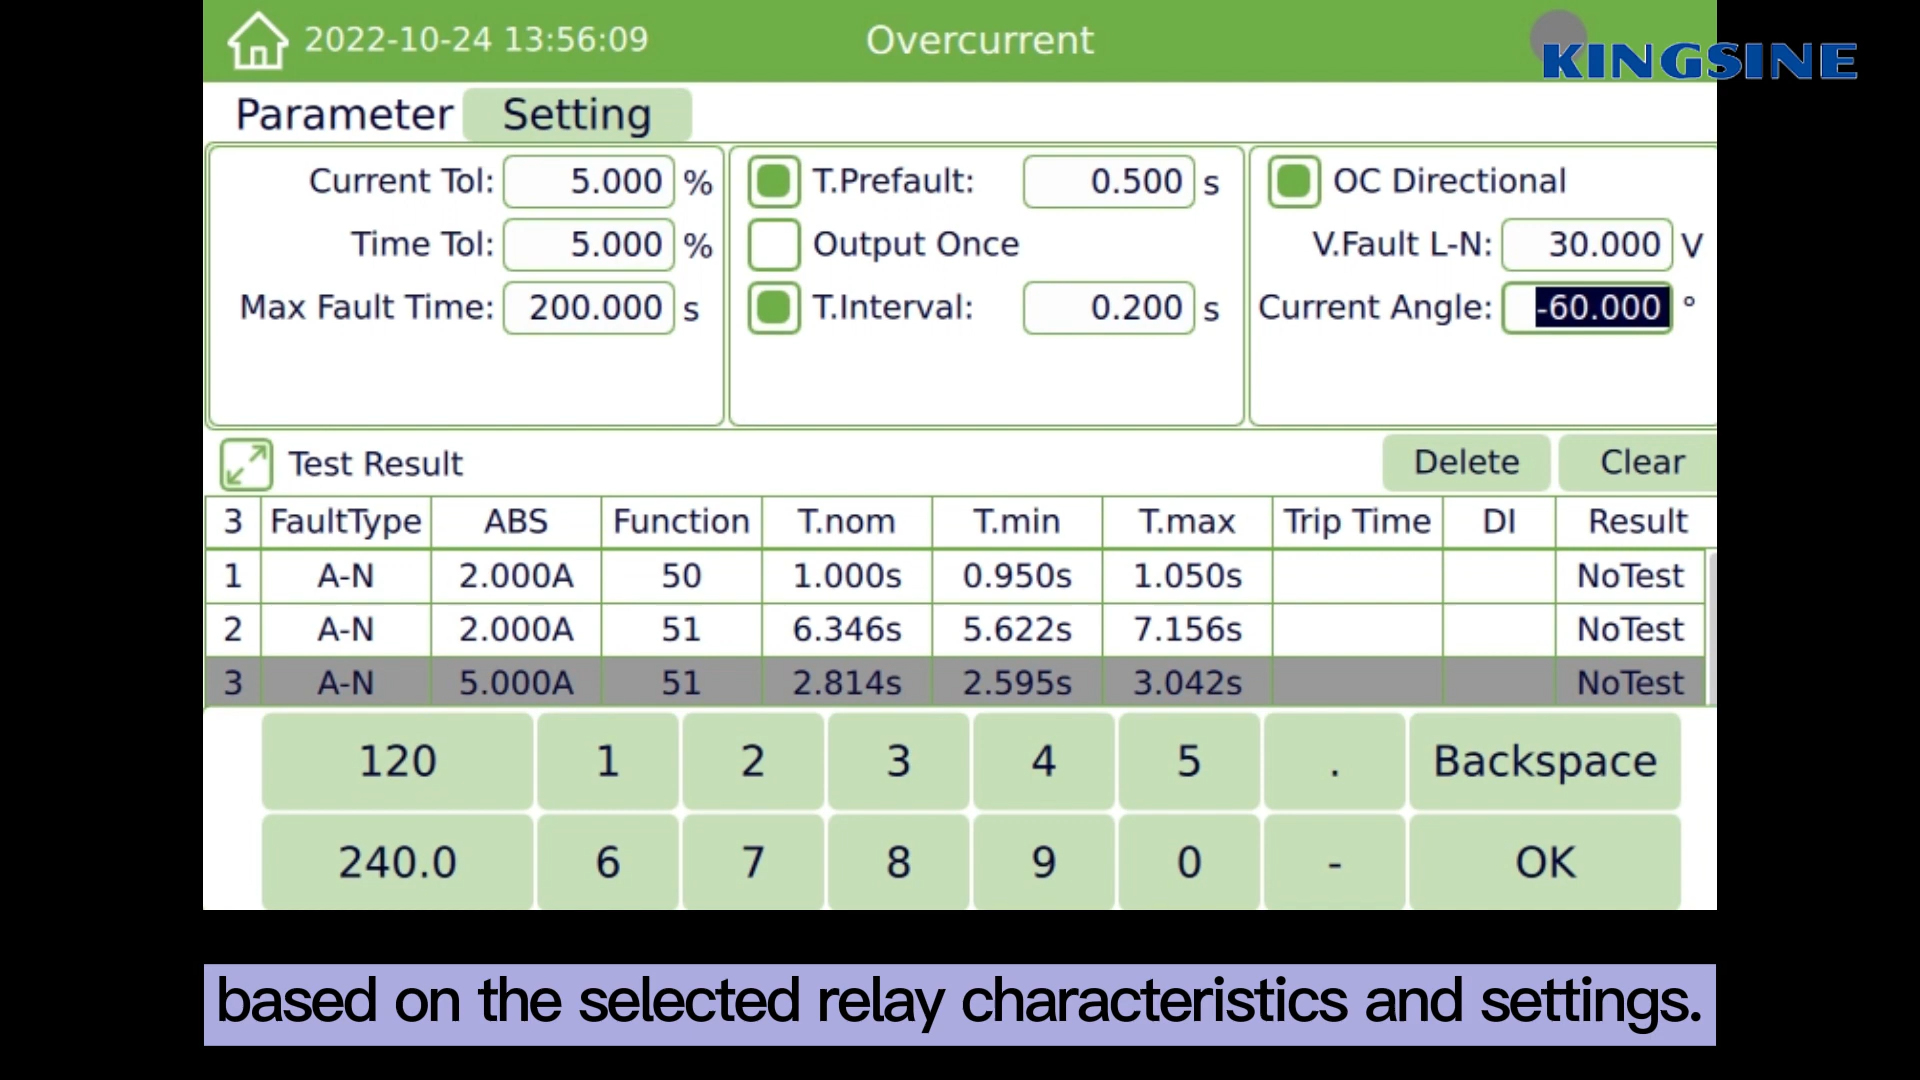 2022-10-24 13:56:09 Overcurrent
KINGSINE
Parameter Setting
Current Tol: 5.000 % T.Prefault: 0.500 s OC Directional
Time Tol: 5.000 % Output Once V.Fault L-N: 30.000 V
Max Fault Time: 200.000 s T.Interval: 0.200 s Current Angle: -60.000 °
Test Result Delete Clear
3 FaultType ABS Function T.nom T.min T.max Trip Time DI Result
1 A-N 2.000A 50 1.000s 0.950s 1.050s NoTest
2 A-N 2.000A 51 6.346s 5.622s 7.156s NoTest
3 A-N 5.000A 51 2.814s 2.595s 3.042s NoTest
120 1 2 3 4 5 . Backspace
240.0 6 7 8 9 0 - OK
based on the selected relay characteristics and settings.